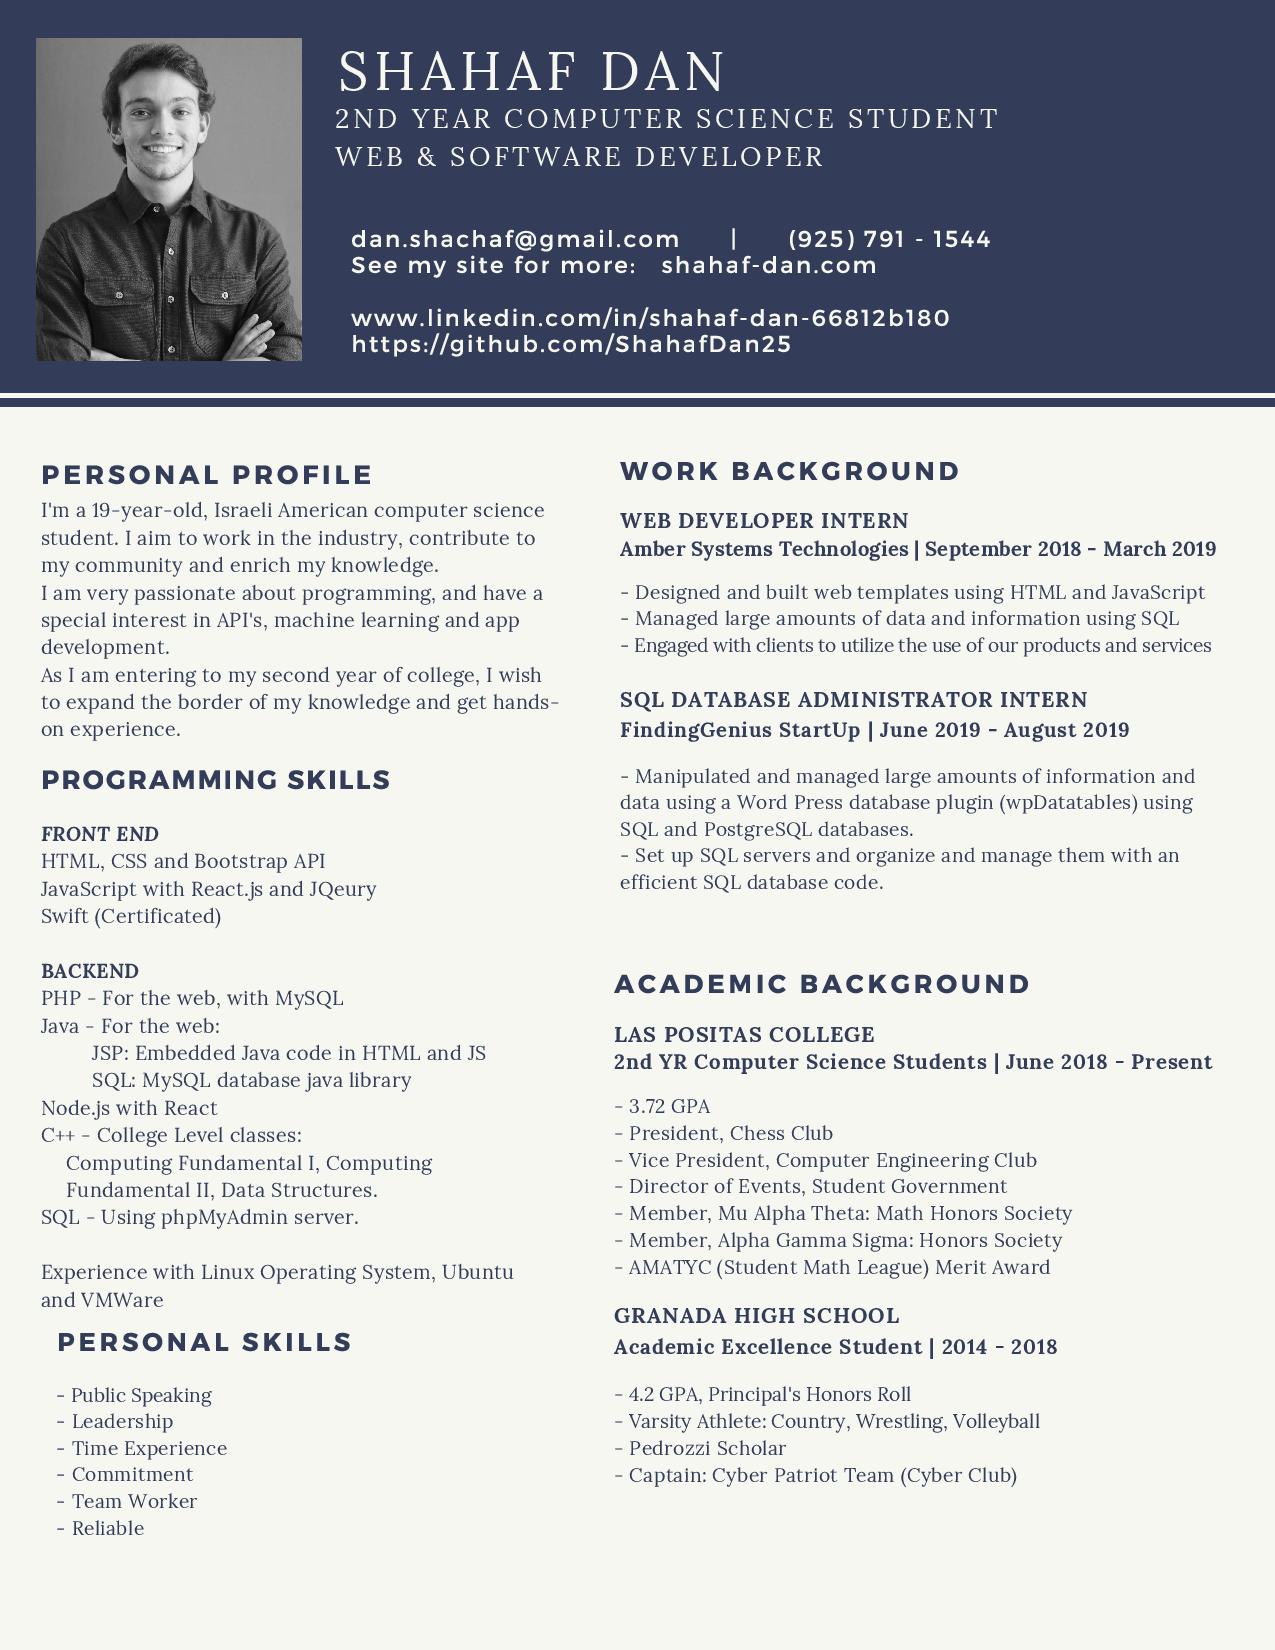 SHAHAF DAN
2ND YEAR COMPUTER SCIENCE STUDENT
WEB & SOFTWARE DEVELOPER
dan.shachaf@gmail.com | (925) 791 - 1544
See my site for more: shahaf-dan.com
www.linkedin.com/in/shahaf-dan-66812b180
https://github.com/ShahafDan25
PERSONAL PROFILE
I'm a 19-year-old, Israeli American computer science
student. I aim to work in the industry, contribute to
my community and enrich my knowledge.
I am very passionate about programming, and have a
special interest in API's, machine learning and app
development.
As I am entering to my second year of college, I wish
to expand the border of my knowledge and get hands-
on experience.
PROGRAMMING SKILLS
FRONT END
HTML, CSS and Bootstrap API
JavaScript with React.js and JQeury
Swift (Certificated)
BACKEND
PHP - For the web, with MySQL
Java - For the web:
JSP: Embedded Java code in HTML and JS
SQL: MySQL database java library
Node.js with React
C++ - College Level classes:
Computing Fundamental I, Computing
Fundamental II, Data Structures.
SQL - Using phpMyAdmin server.
Experience with Linux Operating System, Ubuntu
and VMWare
PERSONAL SKILLS
- Public Speaking
- Leadership
- Time Experience
- Commitment
- Team Worker
- Reliable
WORK BACKGROUND
WEB DEVELOPER INTERN
Amber Systems Technologies | September 2018 - March 2019
- Designed and built web templates using HTML and JavaScript
- Managed large amounts of data and information using SQL
- Engaged with clients to utilize the use of our products and services
SQL DATABASE ADMINISTRATOR INTERN
FindingGenius StartUp | June 2019 - August 2019
- Manipulated and managed large amounts of information and
data using a Word Press database plugin (wpDatatables) using
SQL and PostgreSQL databases.
- Set up SQL servers and organize and manage them with an
efficient SQL database code.
ACADEMIC BACKGROUND
LAS POSITAS COLLEGE
2nd YR Computer Science Students | June 2018 - Present
- 3.72 GPA
- President, Chess Club
- Vice President, Computer Engineering Club
- Director of Events, Student Government
- Member, Mu Alpha Theta: Math Honors Society
- Member, Alpha Gamma Sigma: Honors Society
- AMATYC (Student Math League) Merit Award
GRANADA HIGH SCHOOL
Academic Excellence Student | 2014 - 2018
- 4.2 GPA, Principal's Honors Roll
- Varsity Athlete: Country, Wrestling, Volleyball
- Pedrozzi Scholar
- Captain: Cyber Patriot Team (Cyber Club)